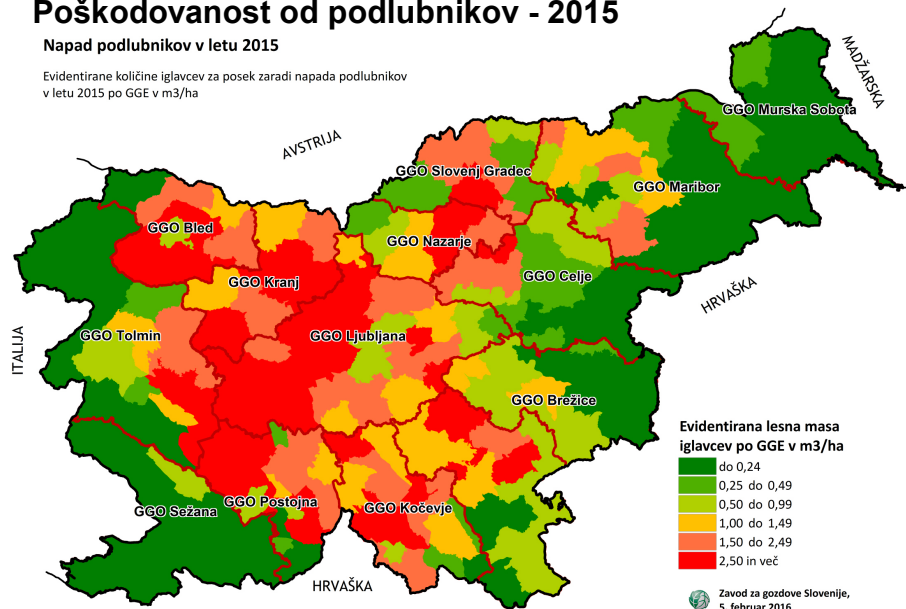 Poškodovanost od podlubnikov - 2015
Napad podlubnikov v letu 2015
Evidentirane količine iglavcev za posek zaradi napada podlubnikov
v letu 2015 po GGE v m3/ha
MADŽARSKA
GGO Murska Sobota
AVSTRIJA
GGO Slovenj Gradec
GGO Maribor
GGO Bled
GGO Nazarje
GGO Celje
GGO Kranj
HRVAŠKA
ITALIJA
GGO Tolmin
GGO Ljubljana
GGO Brežice
GGO Sežana
GGO Postojna
GGO Kočevje
HRVAŠKA
Evidentirana lesna masa
iglavcev po GGE v m3/ha
do 0,24
0,25 do 0,49
0,50 do 0,99
1,00 do 1,49
1,50 do 2,49
2,50 in več
Zavod za gozdove Slovenije,
5. februar 2016